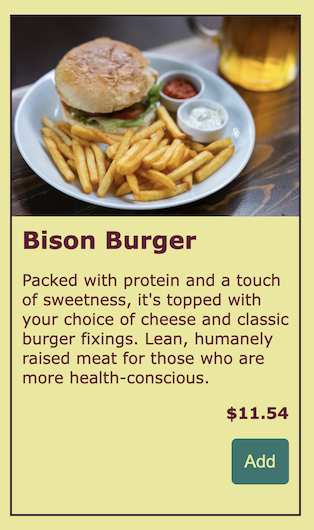 Bison Burger
Packed with protein and a touch
of sweetness, it's topped with
your choice of cheese and classic
burger fixings. Lean, humanely
raised meat for those who are
more health-conscious.
$11.54
Add